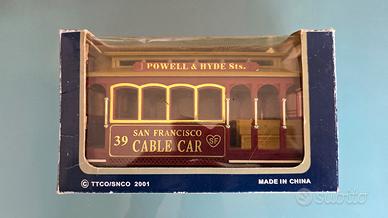 POWELL & HYDE Sts.
39
SAN FRANCISCO
CABLE CAR
SF
© TTCO/SNCO 2001
MADE IN CHINA
subito